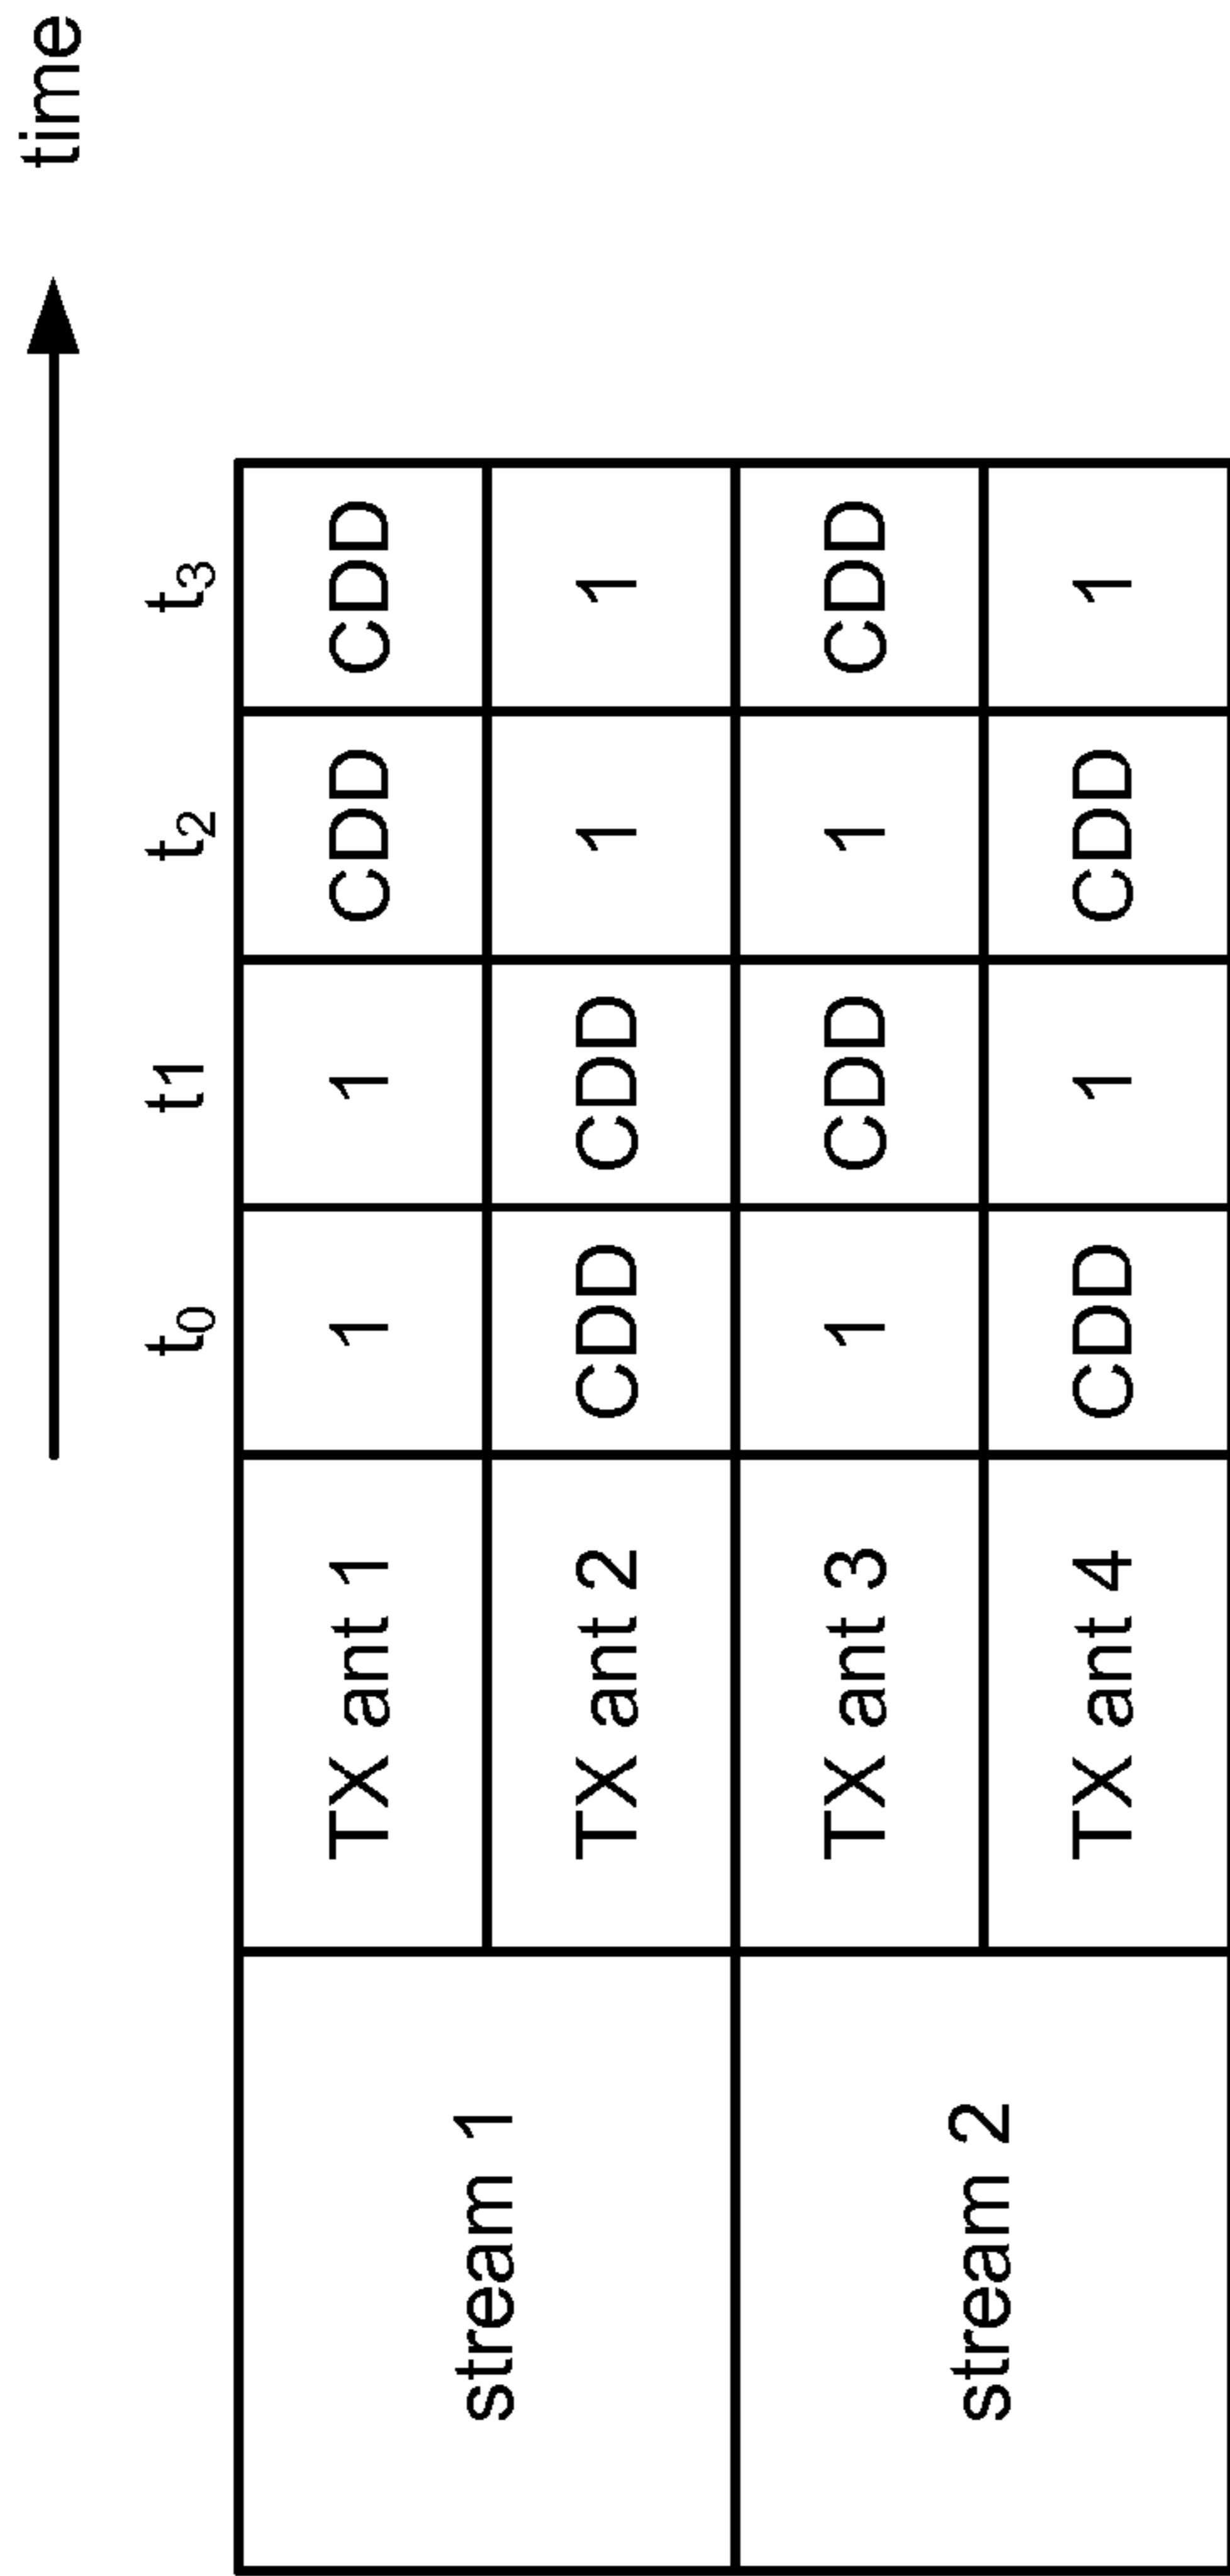 time
t0 t1 t2 t3
stream 1 TX ant 1 1 1 CDD CDD
TX ant 2 CDD CDD 1 1
stream 2 TX ant 3 1 CDD 1 CDD
TX ant 4 CDD 1 CDD 1